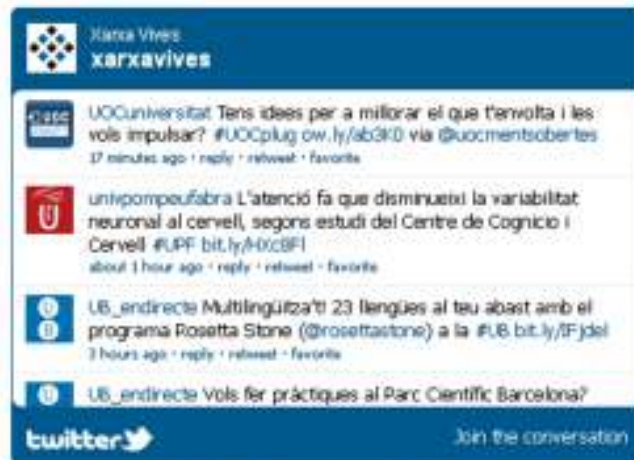 Xarxa Vives
xarxavives
UOCuniversitat Tens idees per a millorar el que t'envolta i les
vols impulsar? #UOCplug ow.ly/ab3K0 via @uocmentsobertes
17 minutes ago · reply · retweet · favorite
univpompeufabra L'atenció fa que disminueixi la variabilitat
neuronal al cervell, segons estudi del Centre de Cognicio i
Cervell #UPF bit.ly/HXcBFl
about 1 hour ago · reply · retweet · favorite
UB_endirecte Multilingüitza't! 23 llengües al teu abast amb el
programa Rosetta Stone (@rosettastone) a la #UB bit.ly/IFjdel
3 hours ago · reply · retweet · favorite
UB_endirecte Vols fer pràctiques al Parc Científic Barcelona?
twitter
Join the conversation